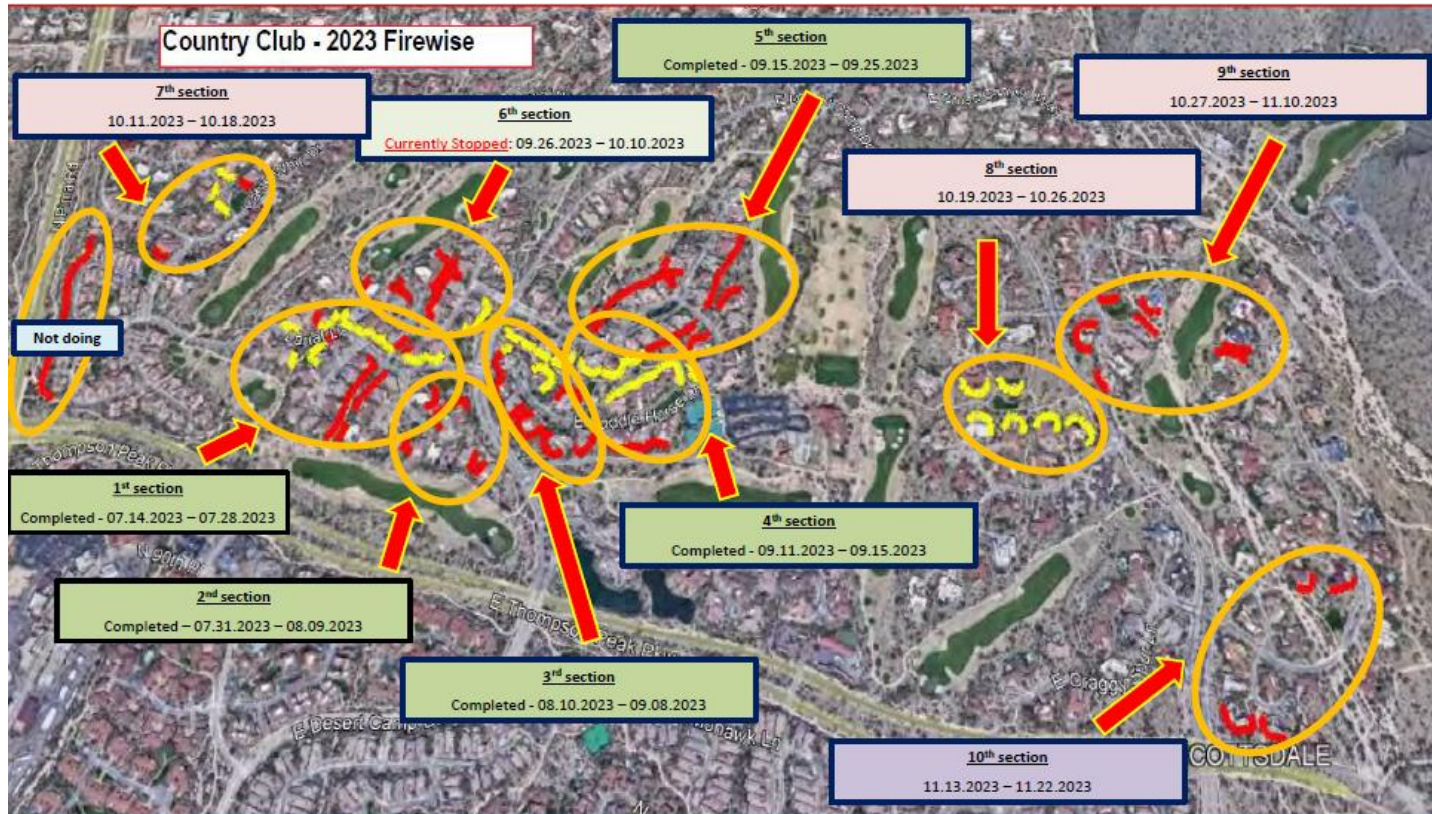 Country Club - 2023 Firewise
5th section
Completed - 09.15.2023 – 09.25.2023
9th section
10.27.2023 – 11.10.2023
7th section
10.11.2023 – 10.18.2023
6th section
Currently Stopped: 09.26.2023 – 10.10.2023
8th section
10.19.2023 – 10.26.2023
Not doing
1st section
Completed - 07.14.2023 – 07.28.2023
4th section
Completed - 09.11.2023 – 09.15.2023
2nd section
Completed – 07.31.2023 – 08.09.2023
3rd section
Completed - 08.10.2023 – 09.08.2023
10th section
11.13.2023 – 11.22.2023
Thompson Peak
N 90th Pl
E Thompson Peak
E Desert Camp
E Craggy